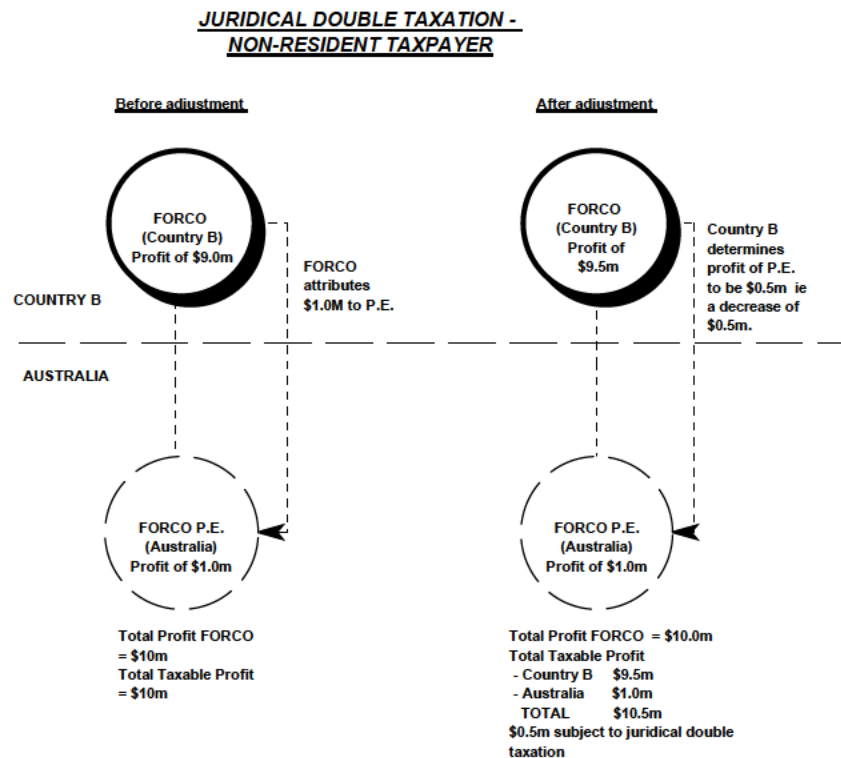 JURIDICAL DOUBLE TAXATION -
NON-RESIDENT TAXPAYER
Before adjustment
FORCO
(Country B)
Profit of $9.0m
FORCO
attributes
$1.0M to P.E.
COUNTRY B
AUSTRALIA
FORCO P.E.
(Australia)
Profit of $1.0m
Total Profit FORCO
= $10m
Total Taxable Profit
= $10m
After adjustment
FORCO
(Country B)
Profit of
$9.5m
Country B
determines
profit of P.E.
to be $0.5m ie
a decrease of
$0.5m.
FORCO P.E.
(Australia)
Profit of $1.0m
Total Profit FORCO = $10.0m
Total Taxable Profit
- Country B $9.5m
- Australia $1.0m
TOTAL $10.5m
$0.5m subject to juridical double
taxation